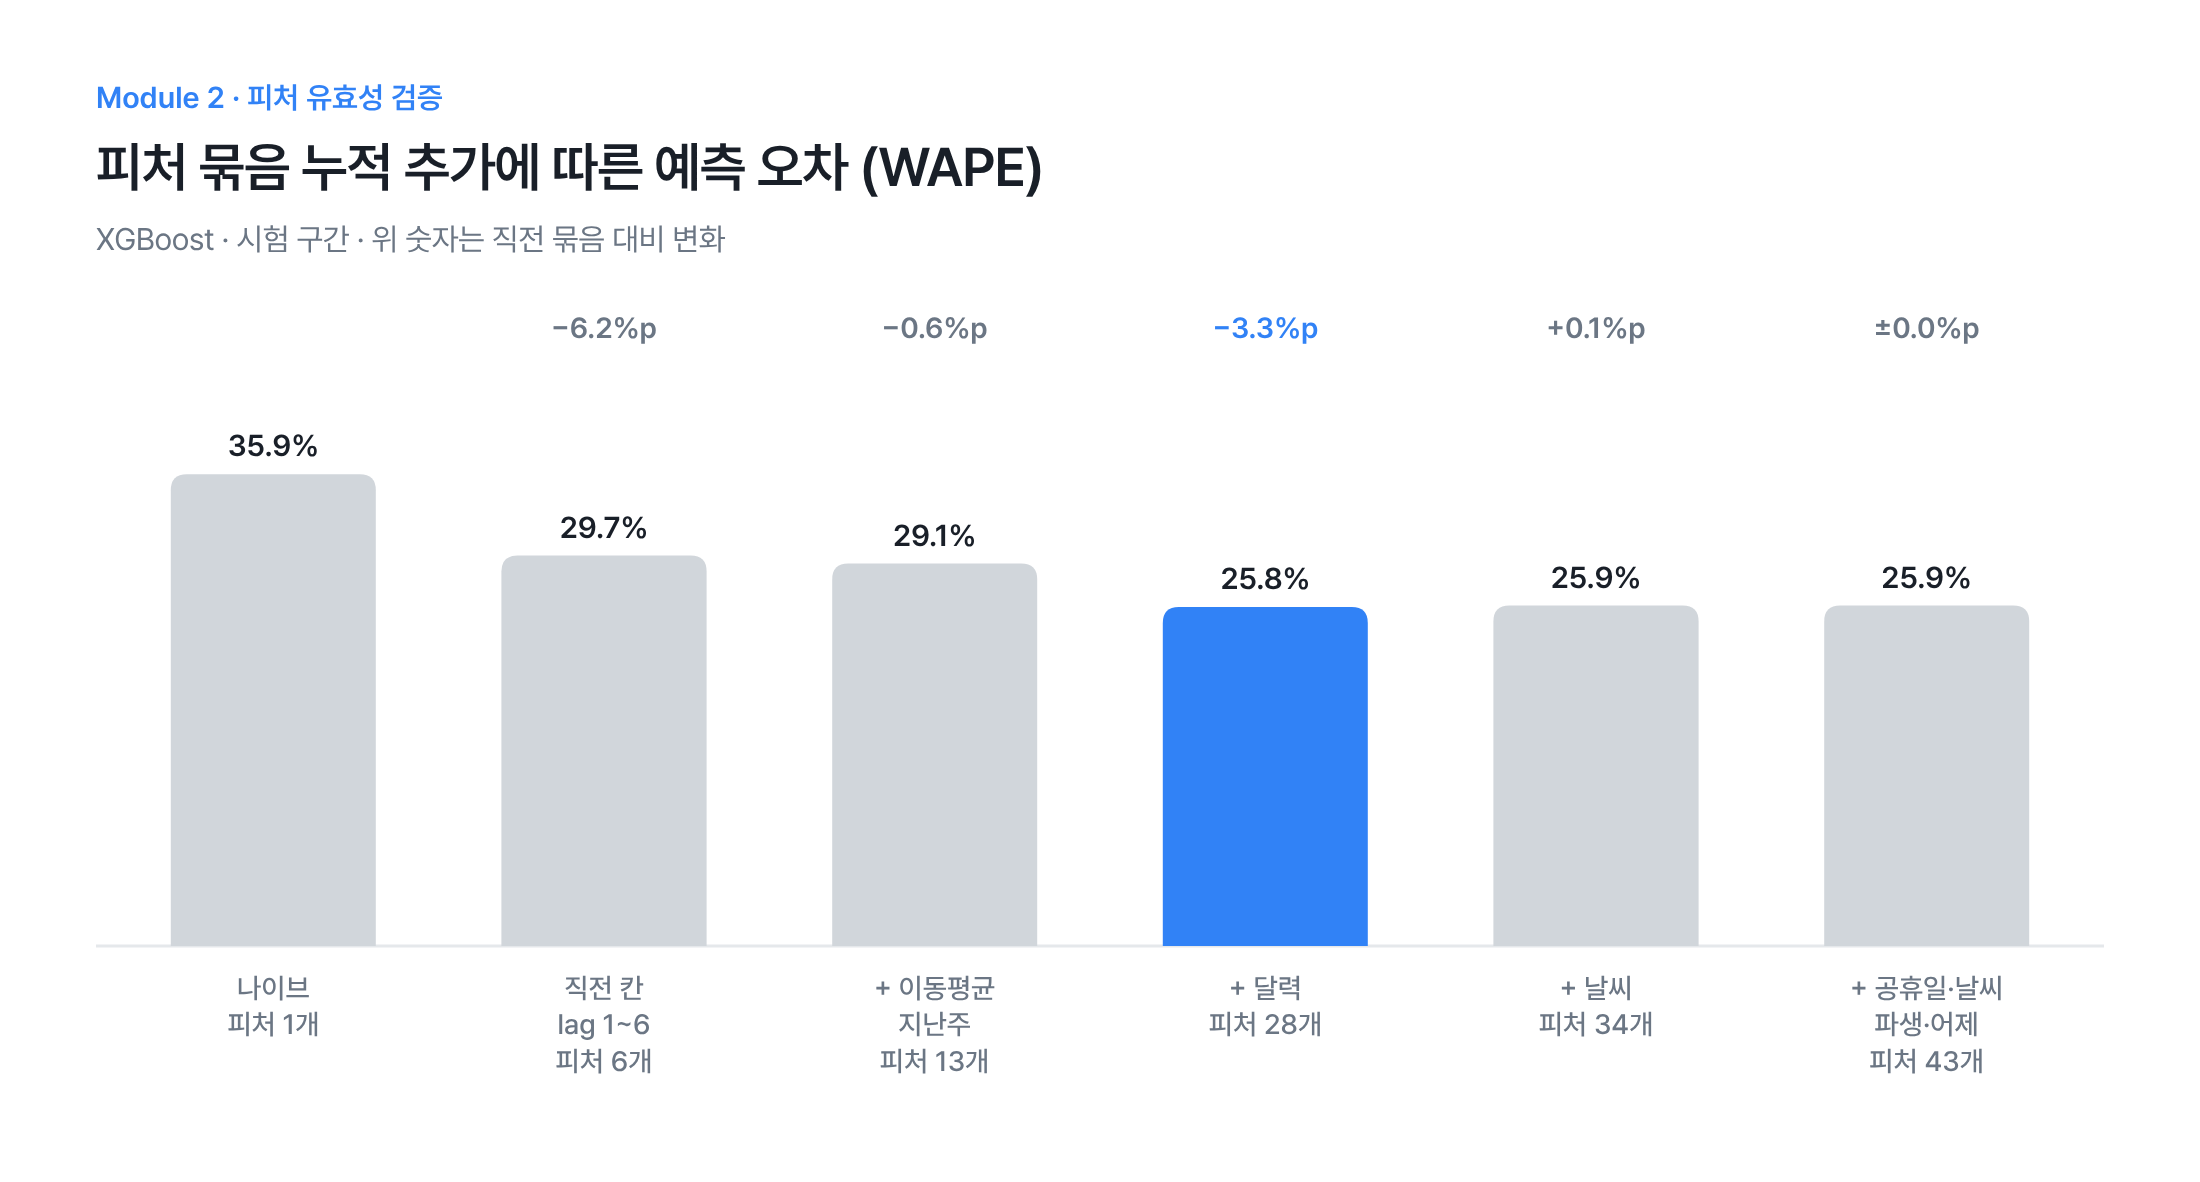 Module 2 · 피처 유효성 검증
피처 묶음 누적 추가에 따른 예측 오차 (WAPE)
XGBoost · 시험 구간 · 위 숫자는 직전 묶음 대비 변화
−6.2%p
−0.6%p
−3.3%p
+0.1%p
±0.0%p
35.9%
29.7%
29.1%
25.8%
25.9%
25.9%
나이브
피처 1개
직전 칸
lag 1~6
피처 6개
+ 이동평균
지난주
피처 13개
+ 달력
피처 28개
+ 날씨
피처 34개
+ 공휴일·날씨
파생·어제
피처 43개